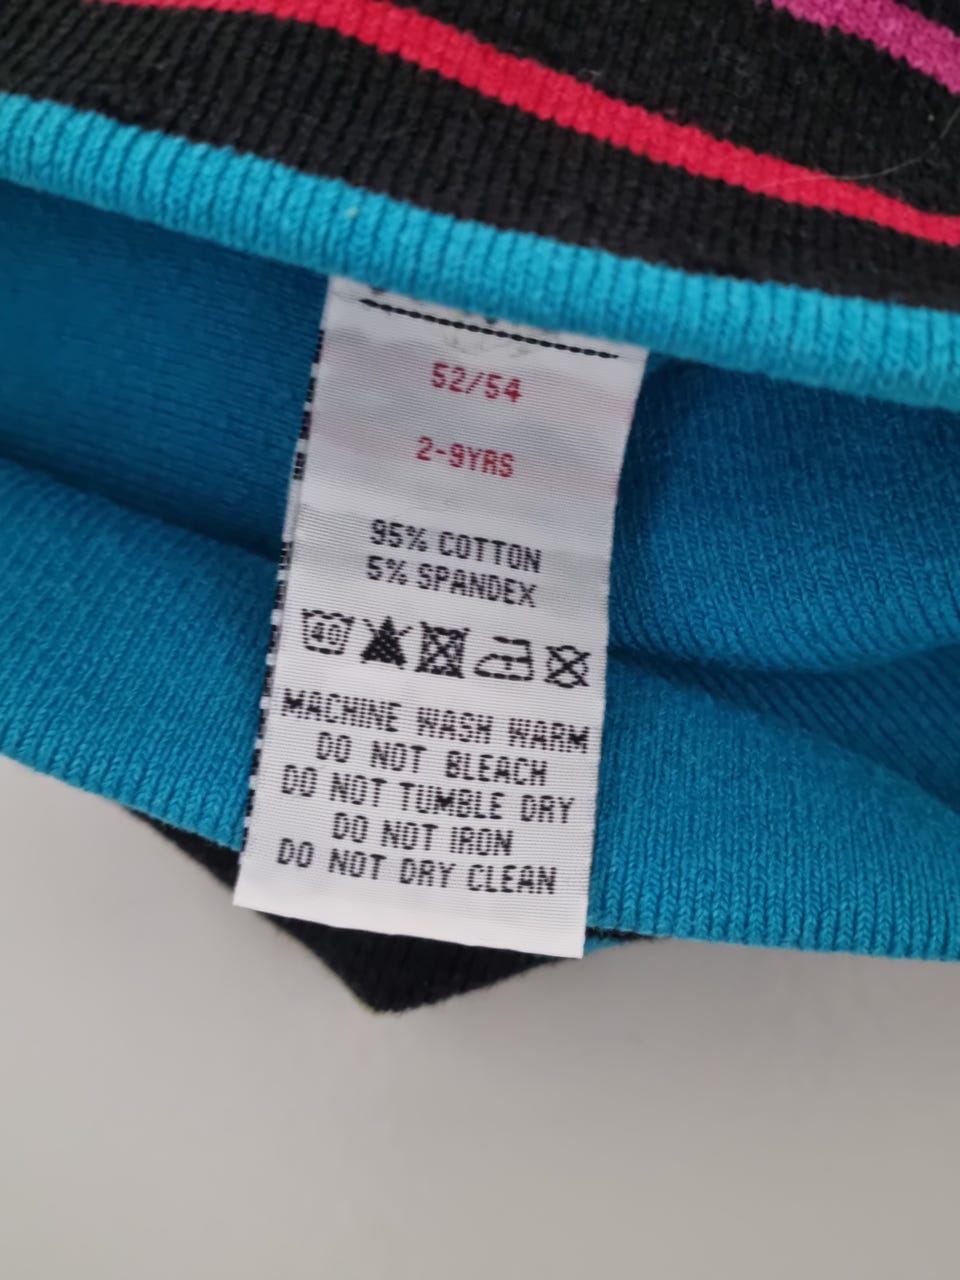 52/54
2-9YRS
95% COTTON
5% SPANDEX
40
MACHINE WASH WARM
DO NOT BLEACH
DO NOT TUMBLE DRY
DO NOT IRON
DO NOT DRY CLEAN